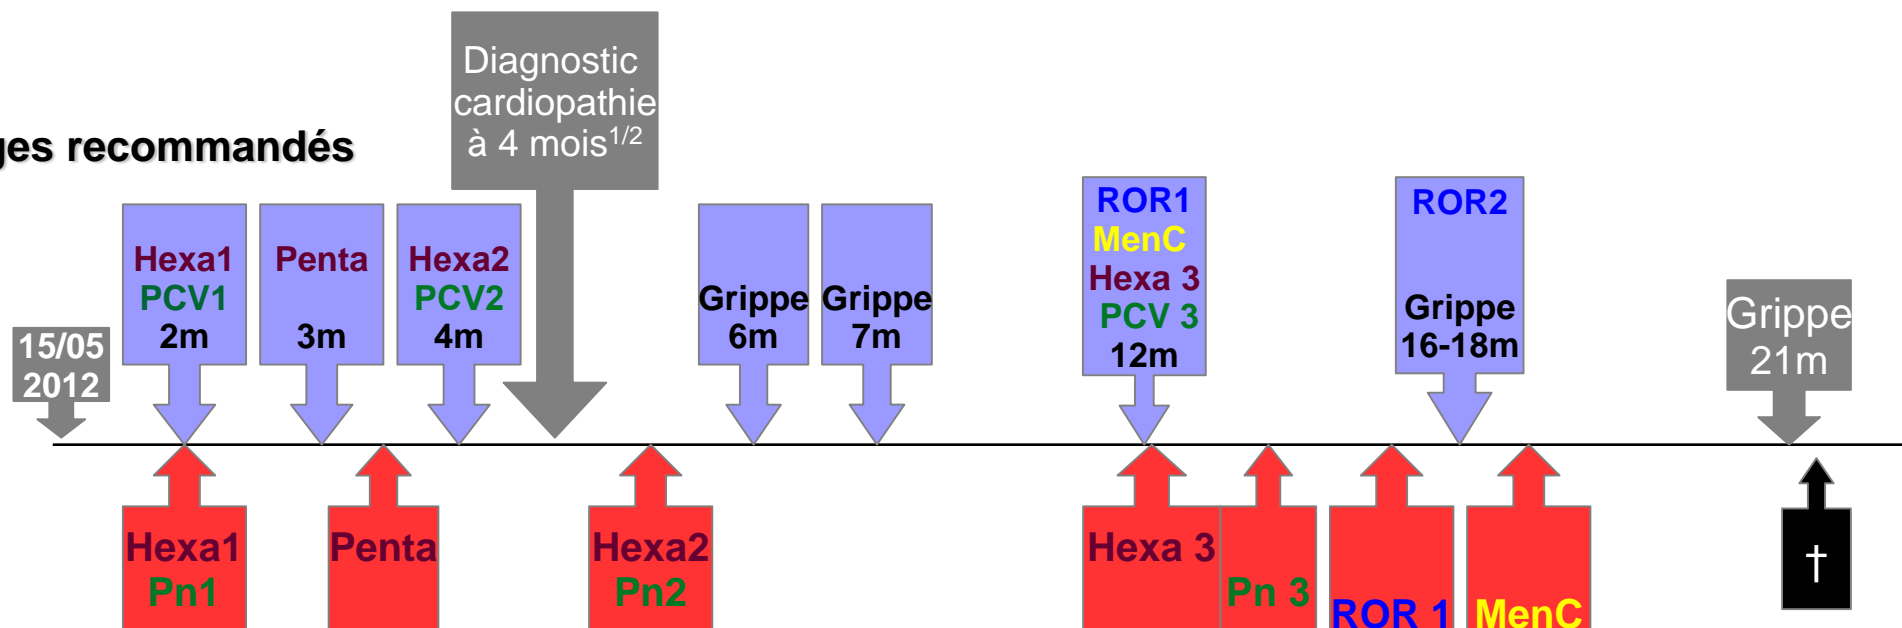 Diagnostic
cardiopathie
à 4 mois1/2
ges recommandés
15/05
2012
Hexa1
PCV1
2m
Penta
3m
Hexa2
PCV2
4m
Grippe
6m
Grippe
7m
ROR1
MenC
Hexa 3
PCV 3
12m
ROR2
Grippe
16-18m
Grippe
21m
Hexa1
Pn1
Penta
Hexa2
Pn2
Hexa 3
Pn 3
ROR 1
MenC
†